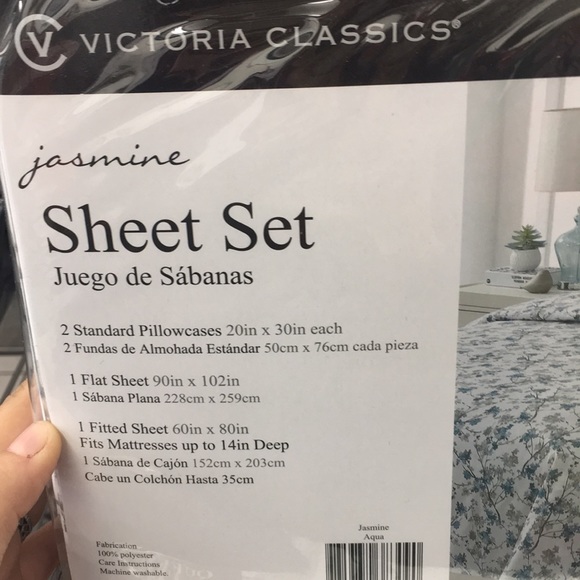 VICTORIA CLASSICS®
jasmine
Sheet Set
Juego de Sábanas
2 Standard Pillowcases 20in x 30in each
2 Fundas de Almohada Estándar 50cm x 76cm cada pieza
1 Flat Sheet 90in x 102in
1 Sábana Plana 228cm x 259cm
1 Fitted Sheet 60in x 80in
Fits Mattresses up to 14in Deep
1 Sábana de Cajón 152cm x 203cm
Cabe un Colchón Hasta 35cm
Jasmine
Aqua
Fabrication
100% polyester
Care Instructions
Machine washable.